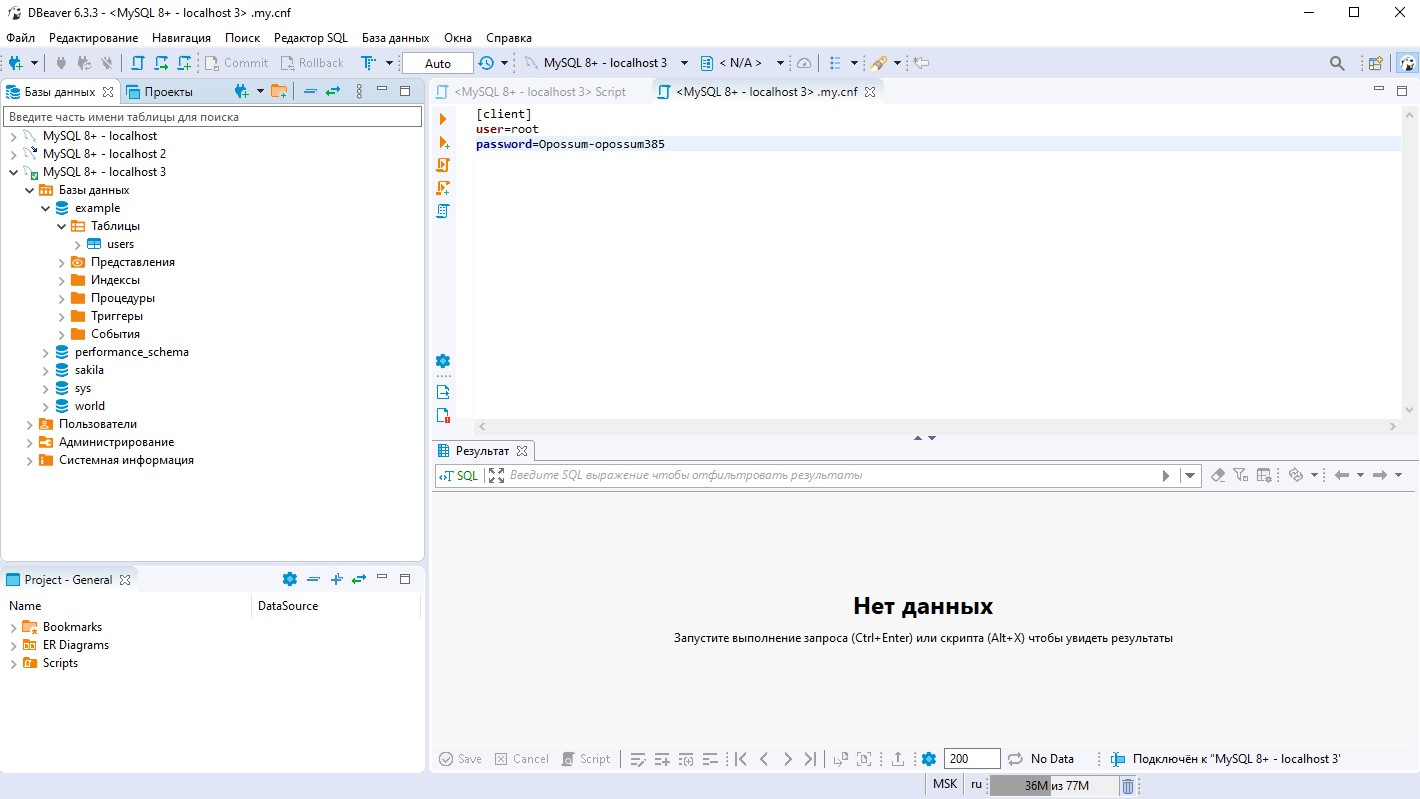 DBeaver 6.3.3 - <MySQL 8+ - localhost 3> .my.cnf
Файл Редактирование Навигация Поиск Редактор SQL База данных Окна Справка
Commit Rollback Auto MySQL 8+ - localhost 3 < N/A >
Базы данных Проекты
Введите часть имени таблицы для поиска
MySQL 8+ - localhost
MySQL 8+ - localhost 2
MySQL 8+ - localhost 3
Базы данных
example
Таблицы
users
Представления
Индексы
Процедуры
Триггеры
События
performance_schema
sakila
sys
world
Пользователи
Администрирование
Системная информация
Project - General
Name DataSource
Bookmarks
ER Diagrams
Scripts
<MySQL 8+ - localhost 3> Script <MySQL 8+ - localhost 3> .my.cnf
[client]
user=root
password=Opossum-opossum385
Результат
SQL Введите SQL выражение чтобы отфильтровать результаты
Нет данных
Запустите выполнение запроса (Ctrl+Enter) или скрипта (Alt+X) чтобы увидеть результаты
Save Cancel Script 200 No Data Подключён к "MySQL 8+ - localhost 3"
MSK ru 36M из 77M